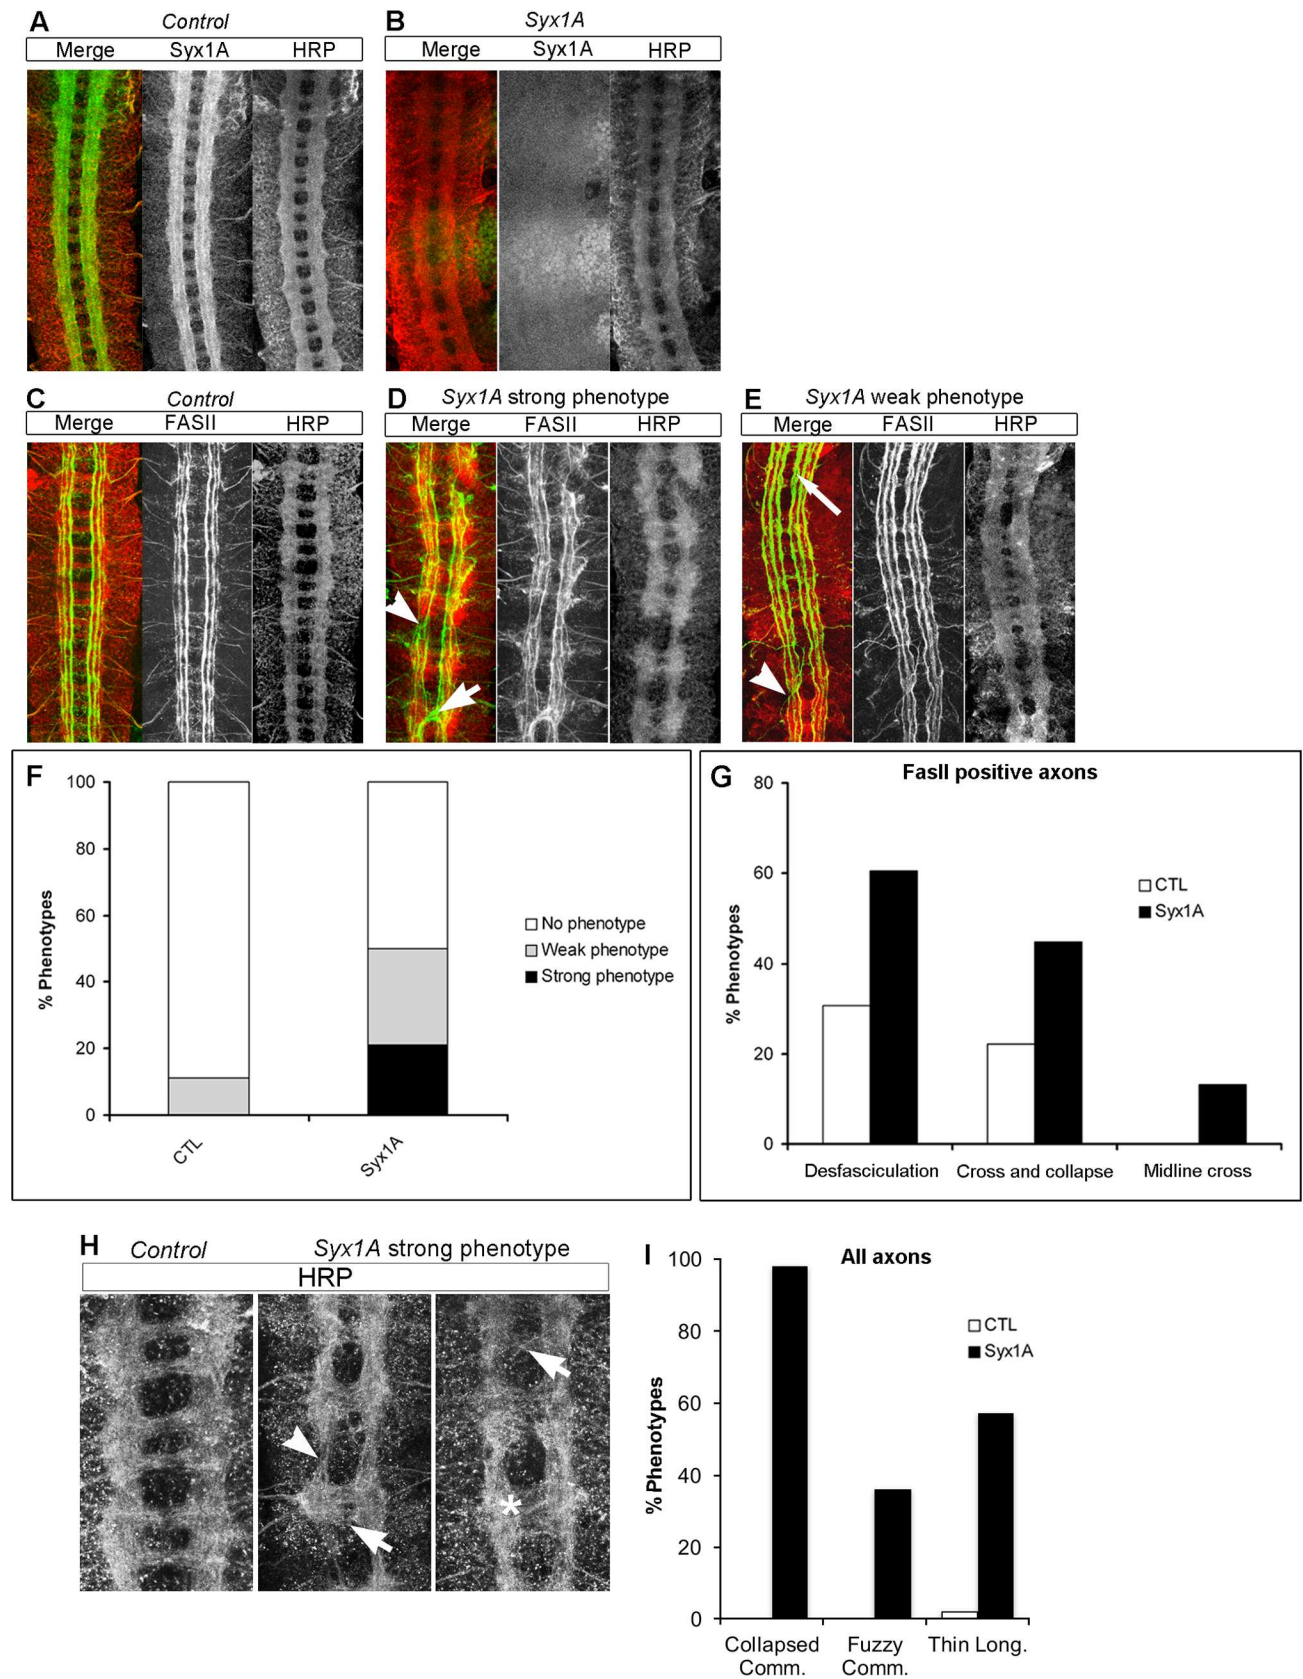 A
Control
Merge Syx1A HRP
B
Syx1A
Merge Syx1A HRP
C
Control
Merge FASII HRP
D
Syx1A strong phenotype
Merge FASII HRP
E
Syx1A weak phenotype
Merge FASII HRP
F
100
80
60
40
20
0
% Phenotypes
CTL
Syx1A
No phenotype
Weak phenotype
Strong phenotype
G
FasII positive axons
80
60
40
20
0
% Phenotypes
CTL
Syx1A
Desfasciculation
Cross and collapse
Midline cross
H
Control
Syx1A strong phenotype
HRP
*
I
All axons
100
80
60
40
20
0
% Phenotypes
CTL
Syx1A
Collapsed
Comm.
Fuzzy
Comm.
Thin Long.